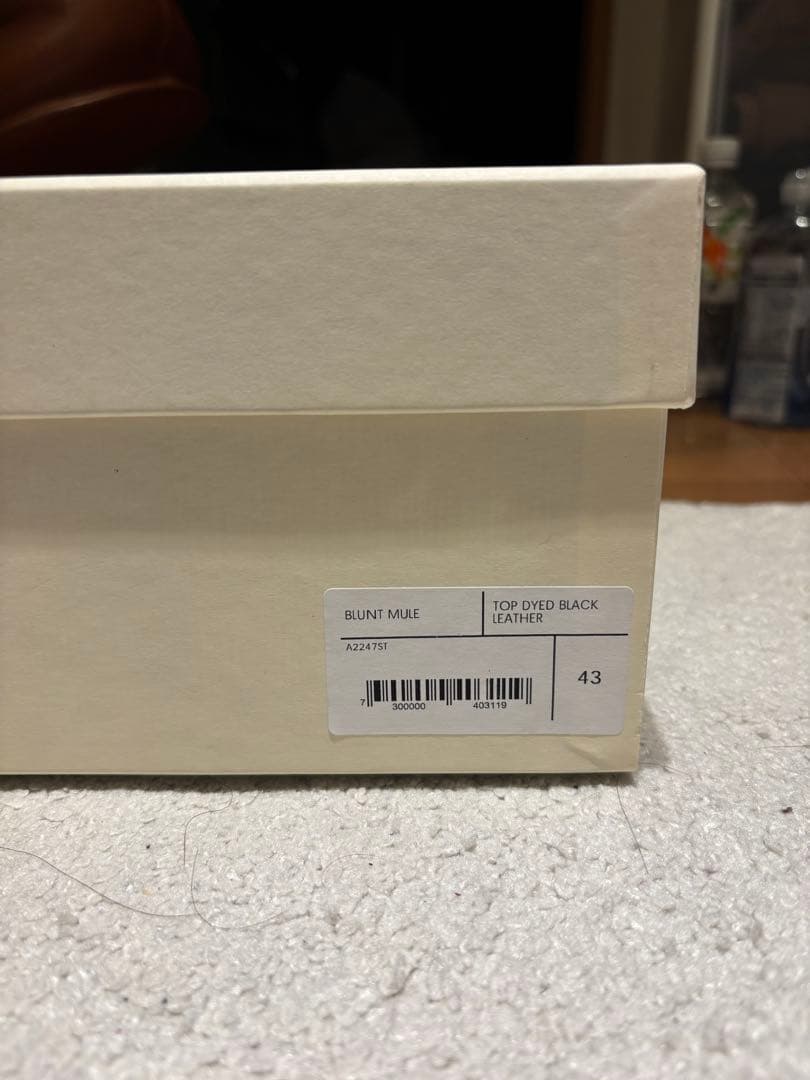 BLUNT MULE
TOP DYED BLACK
LEATHER
A2247ST
43
7 300000 403119